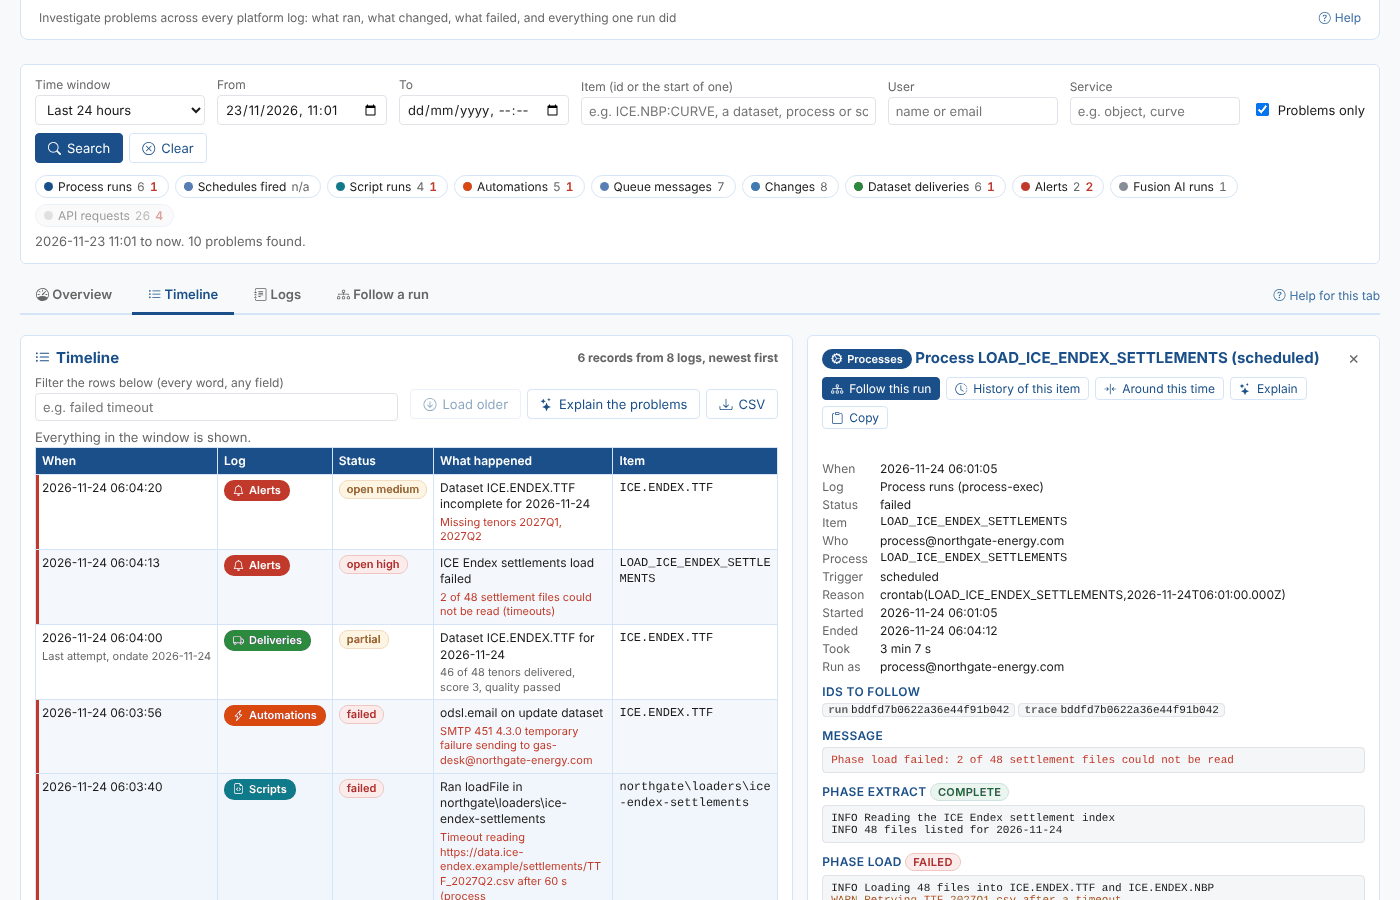 Investigate problems across every platform log: what ran, what changed, what failed, and everything one run did
Help
Time window
From
To
Item (id or the start of one)
User
Service
Last 24 hours
23/11/2026, 11:01
dd/mm/yyyy, --:--
e.g. ICE.NBP:CURVE, a dataset, process or sc
name or email
e.g. object, curve
Problems only
Search
Clear
Process runs 6 1
Schedules fired n/a
Script runs 4 1
Automations 5 1
Queue messages 7
Changes 8
Dataset deliveries 6 1
Alerts 2 2
Fusion AI runs 1
API requests 26 4
2026-11-23 11:01 to now. 10 problems found.
Overview
Timeline
Logs
Follow a run
Help for this tab
Timeline
6 records from 8 logs, newest first
Filter the rows below (every word, any field)
e.g. failed timeout
Load older
Explain the problems
CSV
Everything in the window is shown.
When Log Status What happened Item
2026-11-24 06:04:20
Alerts
open medium
Dataset ICE.ENDEX.TTF
incomplete for 2026-11-24
Missing tenors 2027Q1,
2027Q2
ICE.ENDEX.TTF
2026-11-24 06:04:13
Alerts
open high
ICE Endex settlements load
failed
2 of 48 settlement files could
not be read (timeouts)
LOAD_ICE_ENDEX_SETTLE
MENTS
2026-11-24 06:04:00
Last attempt, ondate 2026-11-24
Deliveries
partial
Dataset ICE.ENDEX.TTF for
2026-11-24
46 of 48 tenors delivered,
score 3, quality passed
ICE.ENDEX.TTF
2026-11-24 06:03:56
Automations
failed
odsl.email on update dataset
SMTP 451 4.3.0 temporary
failure sending to gas-
desk@northgate-energy.com
ICE.ENDEX.TTF
2026-11-24 06:03:40
Scripts
failed
Ran loadFile in
northgate\loaders\ice-
endex-settlements
Timeout reading
https://data.ice-
endex.example/settlements/TT
F_2027Q2.csv after 60 s
(process
northgate\loaders\ice
-endex-settlements
Processes
Process LOAD_ICE_ENDEX_SETTLEMENTS (scheduled)
Follow this run
History of this item
Around this time
Explain
Copy
When 2026-11-24 06:01:05
Log Process runs (process-exec)
Status failed
Item LOAD_ICE_ENDEX_SETTLEMENTS
Who process@northgate-energy.com
Process LOAD_ICE_ENDEX_SETTLEMENTS
Trigger scheduled
Reason crontab(LOAD_ICE_ENDEX_SETTLEMENTS,2026-11-24T06:01:00.000Z)
Started 2026-11-24 06:01:05
Ended 2026-11-24 06:04:12
Took 3 min 7 s
Run as process@northgate-energy.com
IDS TO FOLLOW
run bddfd7b0622a36e44f91b042 trace bddfd7b0622a36e44f91b042
MESSAGE
Phase load failed: 2 of 48 settlement files could not be read
PHASE EXTRACT COMPLETE
INFO Reading the ICE Endex settlement index
INFO 48 files listed for 2026-11-24
PHASE LOAD FAILED
INFO Loading 48 files into ICE.ENDEX.TTF and ICE.ENDEX.NBP
WARN Retrying TTF_2027Q1.csv after a timeout